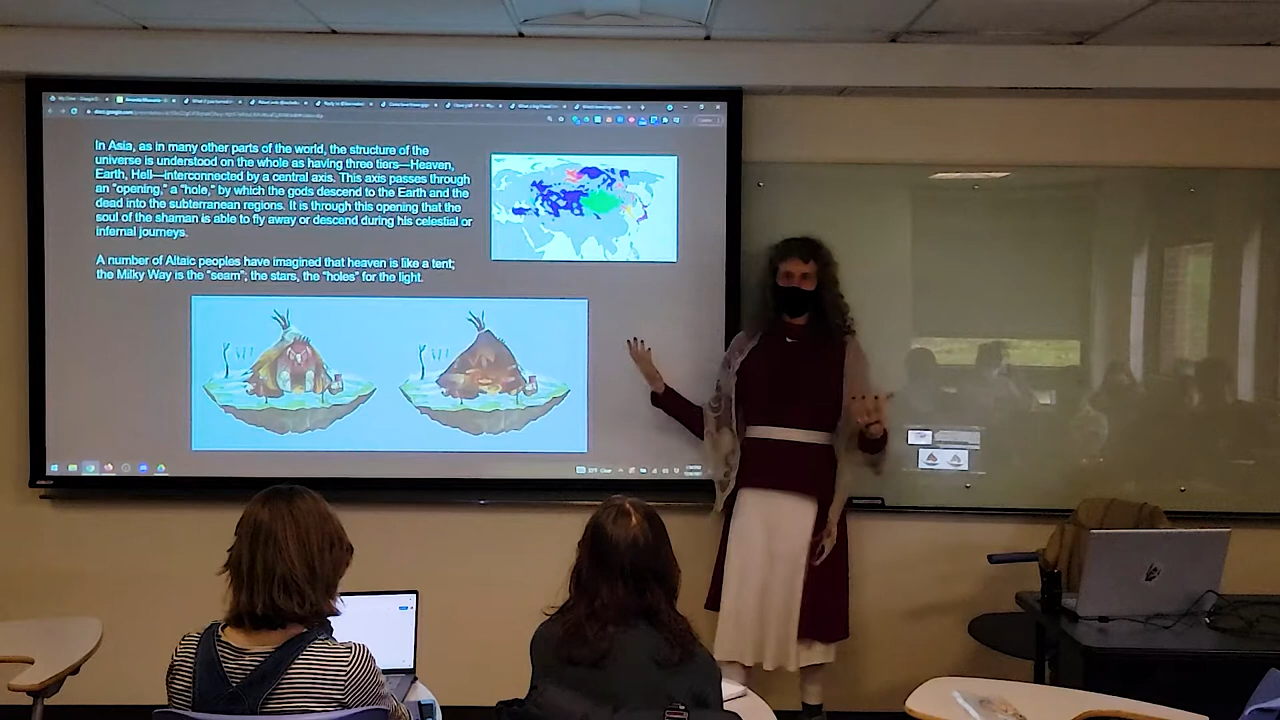 In Asia, as in many other parts of the world, the structure of the
universe is understood on the whole as having three tiers—Heaven,
Earth, Hell—interconnected by a central axis. This axis passes through
an "opening," a "hole," by which the gods descend to the Earth and the
dead into the subterranean regions. It is through this opening that the
soul of the shaman is able to fly away or descend during his celestial or
infernal journeys.
A number of Altaic peoples have imagined that heaven is like a tent;
the Milky Way is the "seam"; the stars, the "holes" for the light.